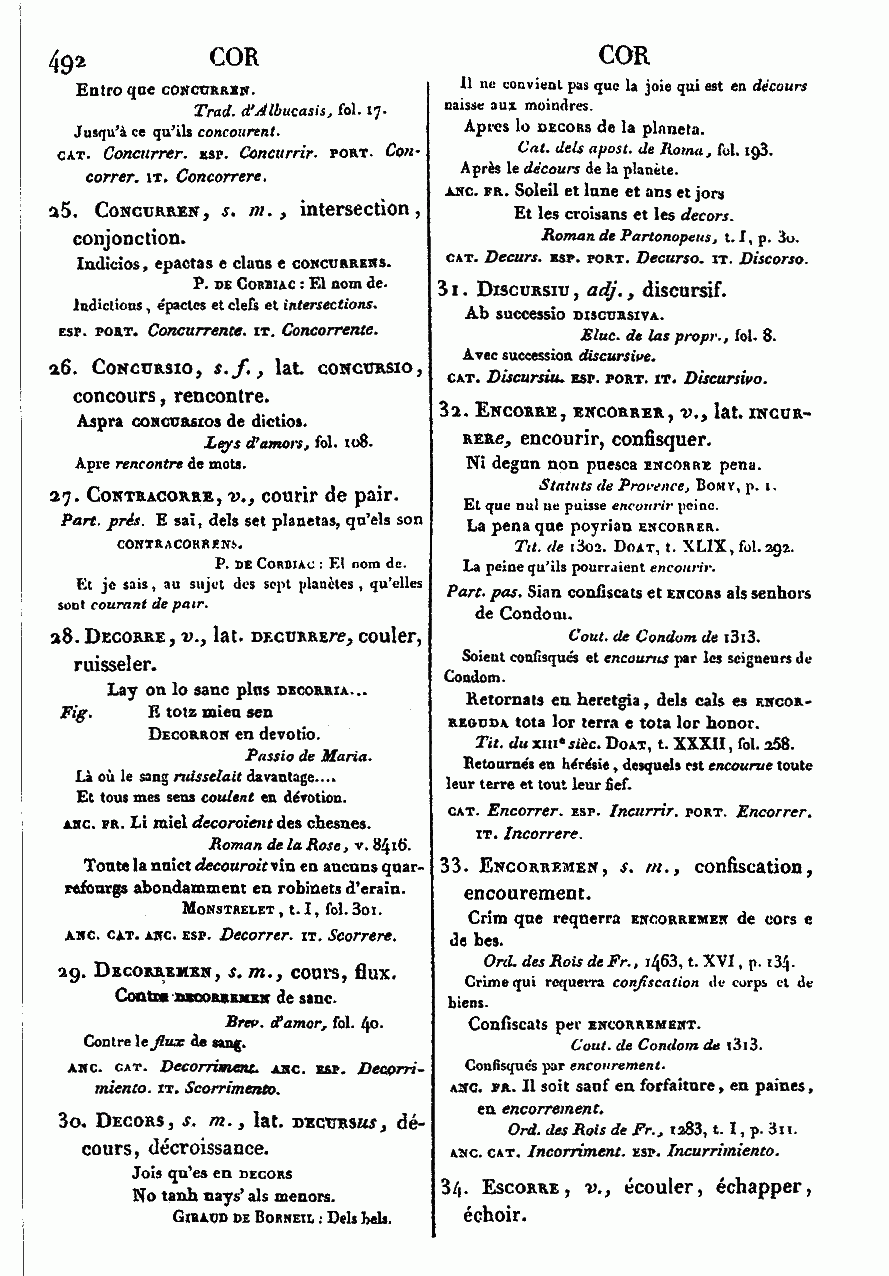 492 COR COR
Entro que CONCURREN.
Trad. d'Albucasis, fol. 17.
Jusqu'à ce qu'ils concourent.
CAT. Concurrer. ESP. Concurrir. PORT. Con-
correr. IT. Concorrere.
25. CONCURREN, s. m., intersection,
conjonction.
Indicios, epactas e claus e CONCURRENS.
P. DE CORBIAC : El nom de.
Indictions, épactes et clefs et intersections.
ESP. PORT. Concurrente. IT. Concorrente.
26. CONCURSIO, s. f., lat. CONCURSIO,
concours, rencontre.
Aspra CONCURSIOS de dictios.
Leys d'amors, fol. 108.
Apre rencontre de mots.
27. CONTRACORRE, v., courir de pair.
Part. prés. E sai, dels set planetas, qu'els son
CONTRACORRENS.
P. DE CORBIAC : El nom de.
Et je sais, au sujet des sept planètes, qu'elles
sont courant de pair.
28. DECORRE, v., lat. DECURRERE, couler,
ruisseler.
Lay on lo sanc plus DECORRIA...
Fig. E totz mieu sen
DECORRON en devotio.
Passio de Maria.
Là où le sang ruisselait davantage....
Et tous mes sens coulent en dévotion.
ANC. FR. Li miel decoroient des chesnes.
Roman de la Rose, v. 8416.
Toute la nuict decouroit vin en aucuns quar-
refourgs abondamment en robinets d'erain.
MONSTRELET, t. I, fol. 301.
ANC. CAT. ANC. ESP. Decorrer. IT. Scorrere.
29. DECORREMEN, s. m., cours, flux.
Contra DECORREMEN de sanc.
Brev. d'amor, fol. 40.
Contre le flux de sang.
ANC. CAT. Decorriment. ANC. ESP. Decorri-
miento. IT. Scorrimento.
30. DECORS, s. m., lat. DECURSUS, dé-
cours, décroissance.
Jois qu'es en DECORS
No tanh nays' als menors.
GIRAUD DE BORNEIL : Dels bels.
Il ne convient pas que la joie qui est en décours
naisse aux moindres.
Apres lo DECORS de la planeta.
Cat. dels apost. de Roma, fol. 193.
Après le décours de la planète.
ANC. FR. Soleil et lune et ans et jors
Et les croisans et les decors.
Roman de Partonopeus, t. I, p. 30.
CAT. Decurs. ESP. PORT. Decurso. IT. Discorso.
31. DISCURSIU, adj., discursif.
Ab successio DISCURSIVA.
Eluc. de las propr., fol. 8.
Avec succession discursive.
CAT. Discursiu. ESP. PORT. IT. Discursivo.
32. ENCORRE, ENCORRER, v., lat. INCUR-
RERE, encourir, confisquer.
Ni degun non puesca ENCORRE pena.
Statuts de Provence, BOMY, p. 1.
Et que nul ne puisse encourir peine.
La pena que poyrian ENCORRER.
Tit. de 1302. DOAT, t. XLIX, fol. 292.
La peine qu'ils pourraient encourir.
Part. pas. Sian confiscats et ENCORS als senhors
de Condom.
Cout. de Condom de 1313.
Soient confisqués et encourus par les seigneurs de
Condom.
Retornats en heretgia, dels cals es ENCOR-
REGUDA tota lor terra e tota lor honor.
Tit. du XIIIe sièc. DOAT, t. XXXII, fol. 258.
Retournés en hérésie, desquels est encourue toute
leur terre et tout leur fief.
CAT. Encorrer. ESP. Incurrir. PORT. Encorrer.
IT. Incorrere.
33. ENCORREMEN, s. m., confiscation,
encourement.
Crim que requerra ENCORREMEN de cors e
de bes.
Ord. des Rois de Fr., 1463, t. XVI, p. 134.
Crime qui requerra confiscation de corps et de
biens.
Confiscats per ENCORREMENT.
Cout. de Condom de 1313.
Confisqués par encourement.
ANC. FR. Il soit sauf en forfaiture, en paines,
en encorrement.
Ord. des Rois de Fr., 1283, t. I, p. 311.
ANC. CAT. Incorriment. ESP. Incurrimiento.
34. ESCORRE, v., écouler, échapper,
échoir.